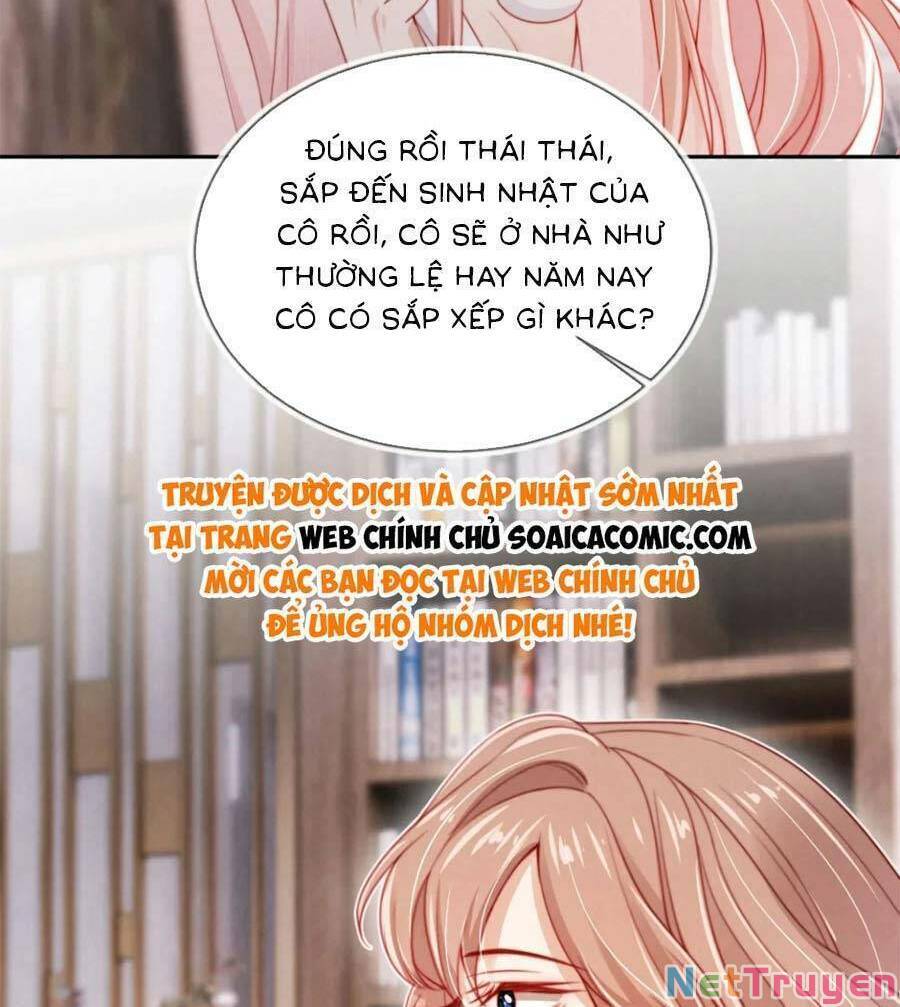 ĐÚNG RỒI THÁI THÁI,
SẮP ĐẾN SINH NHẬT CỦA
CÔ RỒI, CÔ SẼ Ở NHÀ NHƯ
THƯỜNG LỆ HAY NĂM NAY
CÔ CÓ SẮP XẾP GÌ KHÁC?
TRUYỆN ĐƯỢC DỊCH VÀ CẬP NHẬT SỚM NHẤT
TẠI TRANG WEB CHÍNH CHỦ SOAICACOMIC.COM
MỜI CÁC BẠN ĐỌC TẠI WEB CHÍNH CHỦ
ĐỂ ỦNG HỘ NHÓM DỊCH NHÉ!
NetTruyen